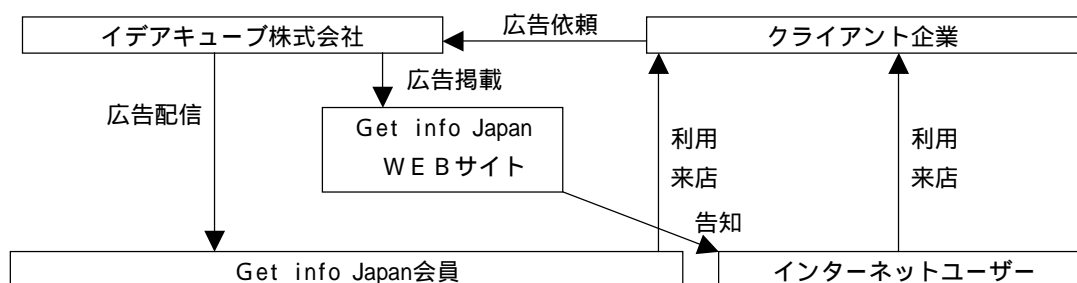 広告依頼
イデアキューブ株式会社
クライアント企業
広告掲載
広告配信
Get info Japan
WEBサイト
利用
来店
利用
来店
告知
Get info Japan会員
インターネットユーザー